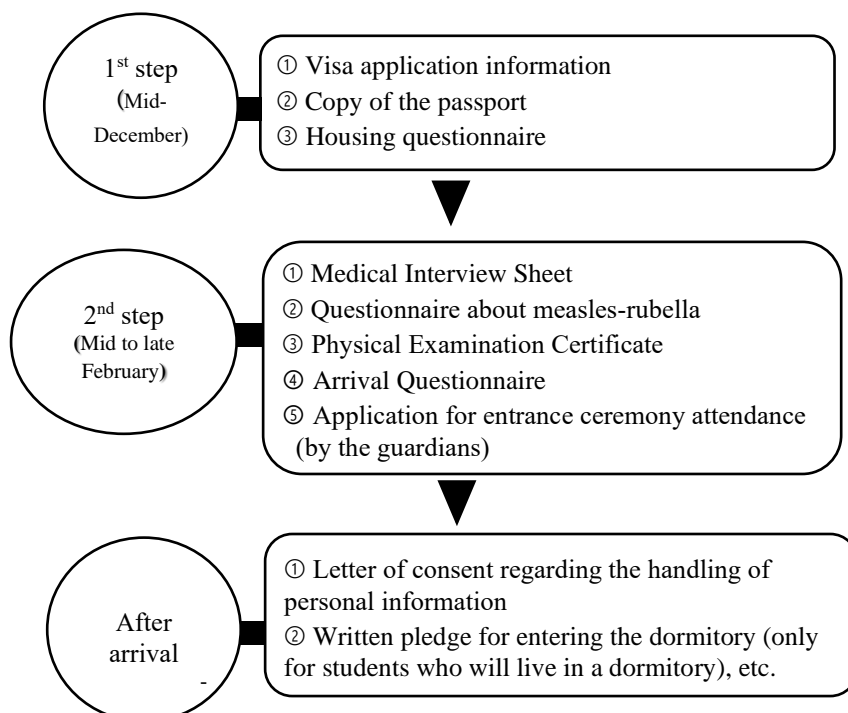 1st step
(Mid-
December)
① Visa application information
② Copy of the passport
③ Housing questionnaire
2nd step
(Mid to late
February)
① Medical Interview Sheet
② Questionnaire about measles-rubella
③ Physical Examination Certificate
④ Arrival Questionnaire
⑤ Application for entrance ceremony attendance
(by the guardians)
After
arrival
-
① Letter of consent regarding the handling of
personal information
② Written pledge for entering the dormitory (only
for students who will live in a dormitory), etc.